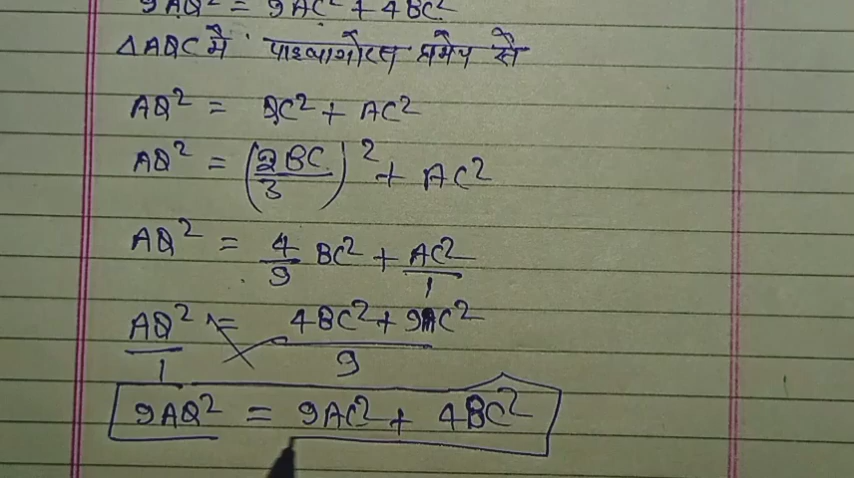 9AQ² = 9AC² + 4BC²
ΔAQC में पाइथागोरस प्रमेय से
AQ² = QC² + AC²
AQ² = (2BC/3)² + AC²
AQ² = 4/9 BC² + AC²/1
AQ²/1 = 4BC² + 9AC²/9
9AQ² = 9AC² + 4BC²